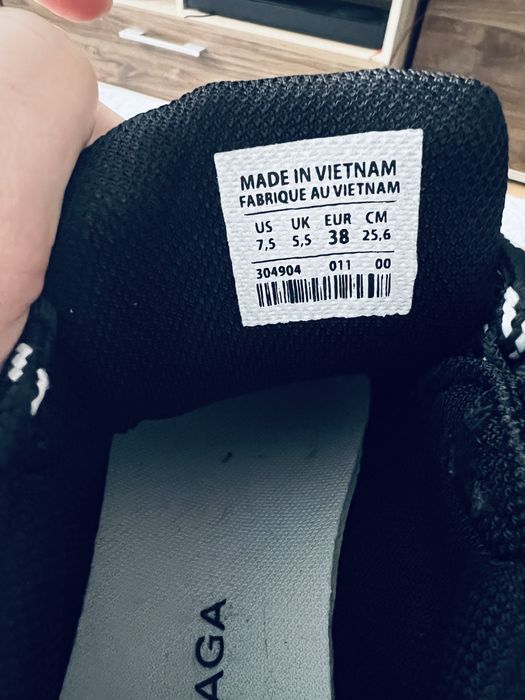 MADE IN VIETNAM
FABRIQUE AU VIETNAM
US UK EUR CM
7,5 5,5 38 25,6
304904 011 00
AGA